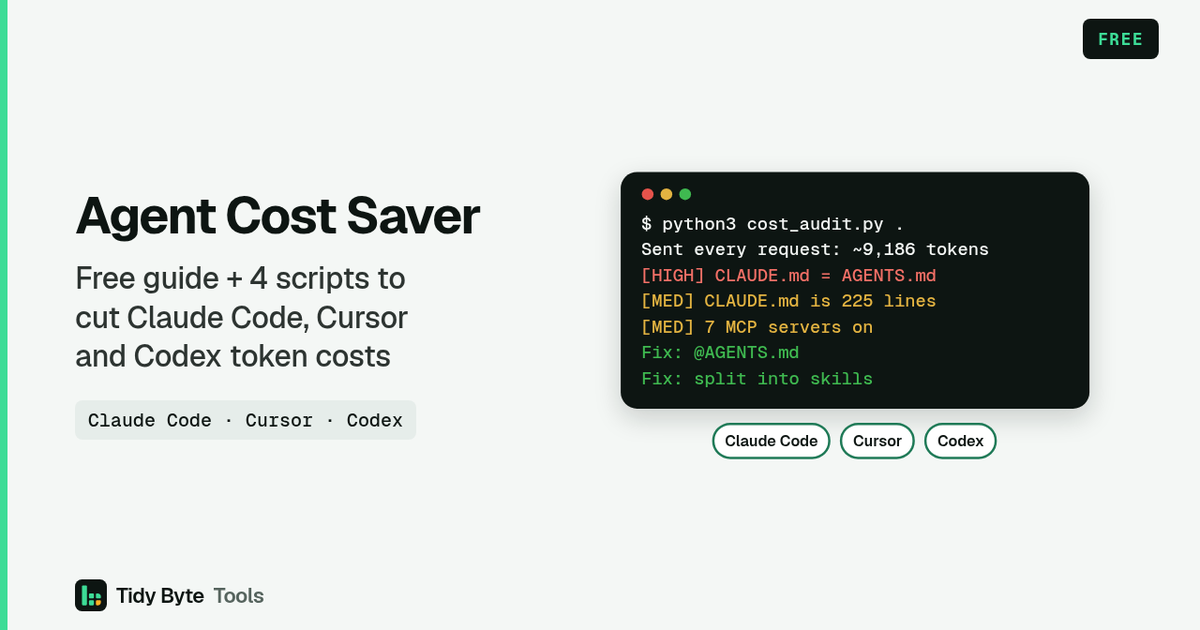 FREE
Agent Cost Saver
Free guide + 4 scripts to
cut Claude Code, Cursor
and Codex token costs
Claude Code · Cursor · Codex
$ python3 cost_audit.py .
Sent every request: ~9,186 tokens
[HIGH] CLAUDE.md = AGENTS.md
[MED] CLAUDE.md is 225 lines
[MED] 7 MCP servers on
Fix: @AGENTS.md
Fix: split into skills
Claude Code
Cursor
Codex
Tidy Byte Tools